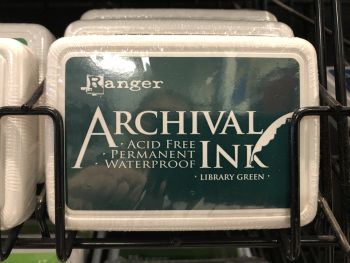 Ranger
ARCHIVAL
· ACID FREE
· PERMANENT
WATERPROOF ·
INK
· LIBRARY GREEN ·